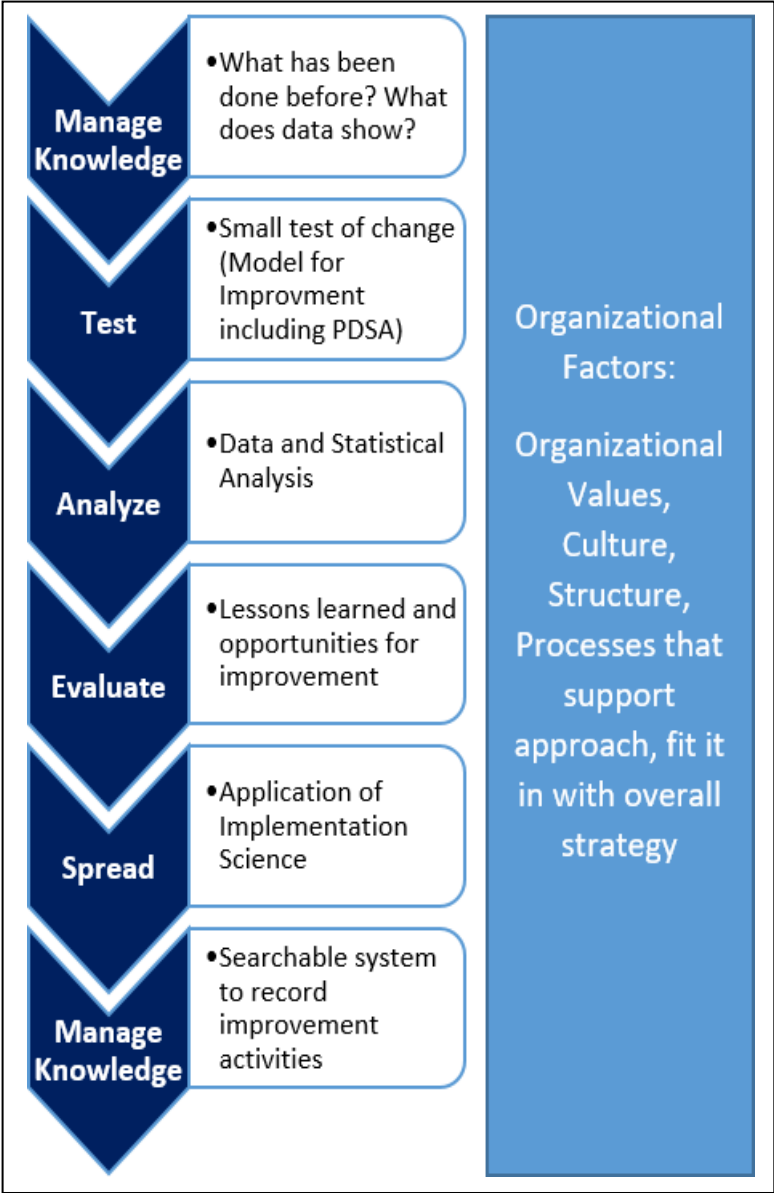 Manage
Knowledge
•What has been
done before? What
does data show?
Test
•Small test of change
(Model for
Improvment
including PDSA)
Analyze
•Data and Statistical
Analysis
Evaluate
•Lessons learned and
opportunities for
improvement
Spread
•Application of
Implementation
Science
Manage
Knowledge
•Searchable system
to record
improvement
activities
Organizational
Factors:
Organizational
Values,
Culture,
Structure,
Processes that
support
approach, fit it
in with overall
strategy